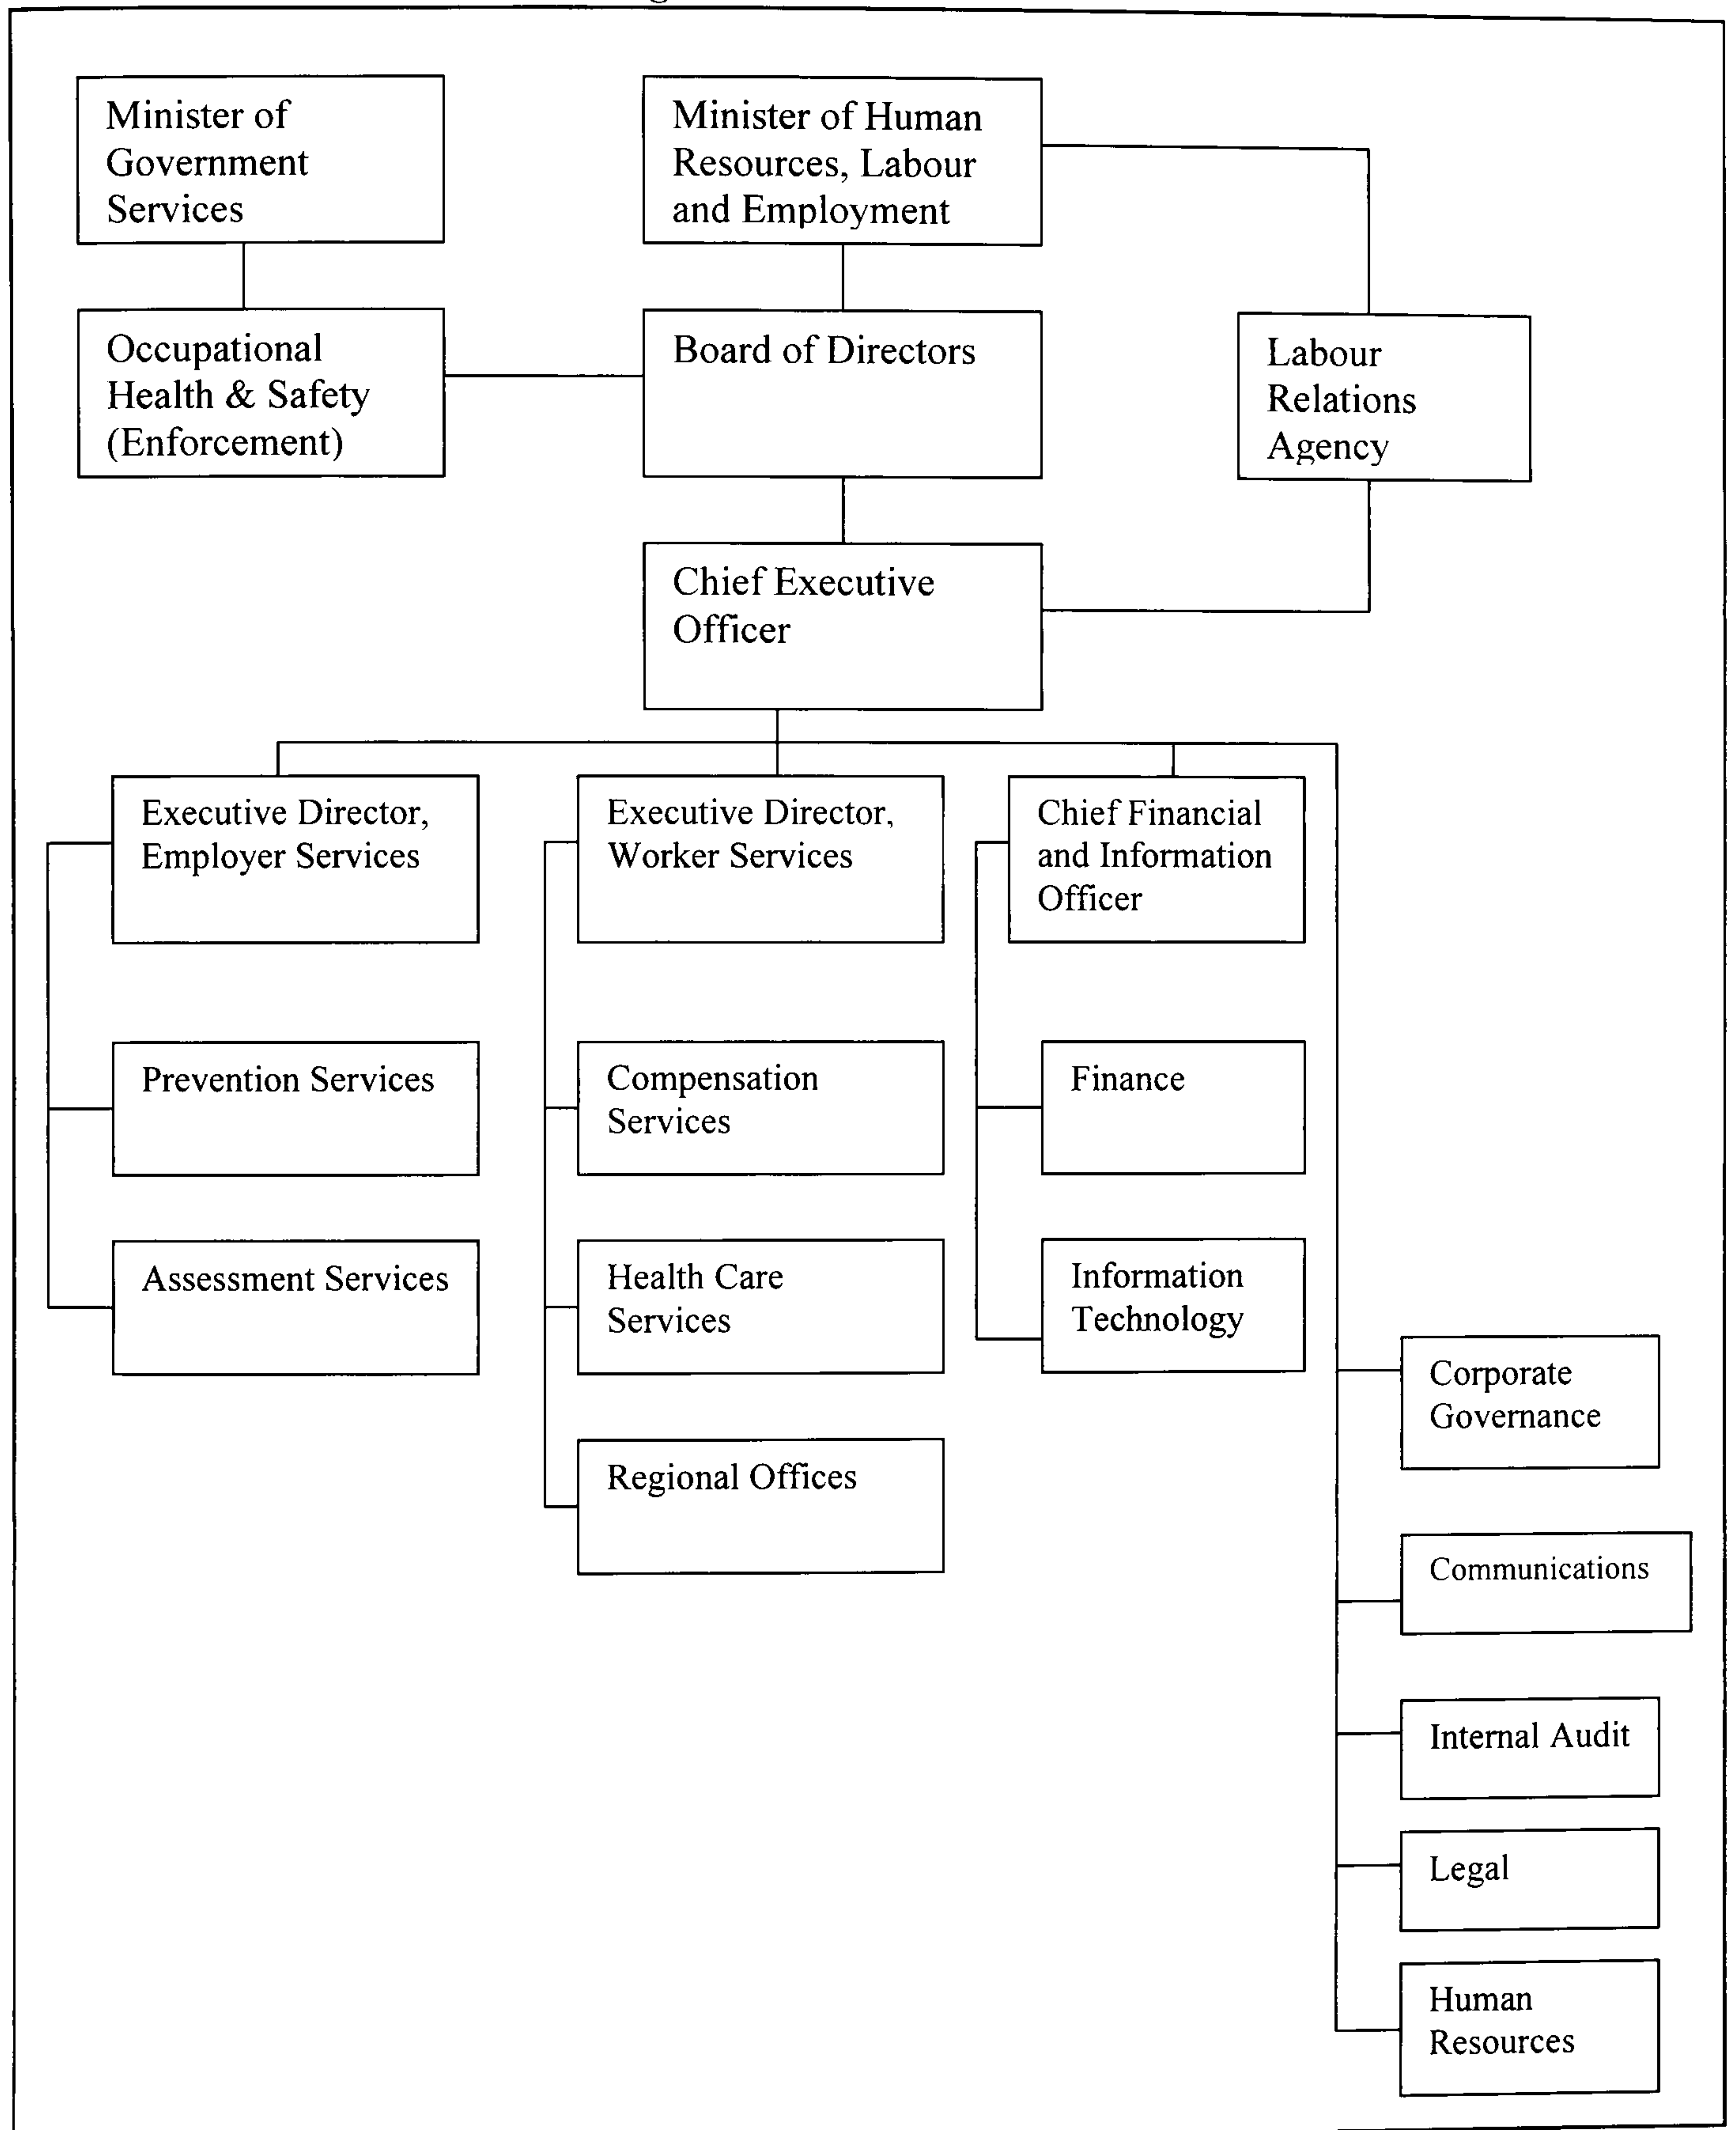 Minister of
Government
Services
Minister of Human
Resources, Labour
and Employment
Occupational
Health & Safety
(Enforcement)
Board of Directors
Labour
Relations
Agency
Chief Executive
Officer
Executive Director,
Employer Services
Executive Director,
Worker Services
Chief Financial
and Information
Officer
Prevention Services
Compensation
Services
Finance
Assessment Services
Health Care
Services
Information
Technology
Corporate
Governance
Regional Offices
Communications
Internal Audit
Legal
Human
Resources